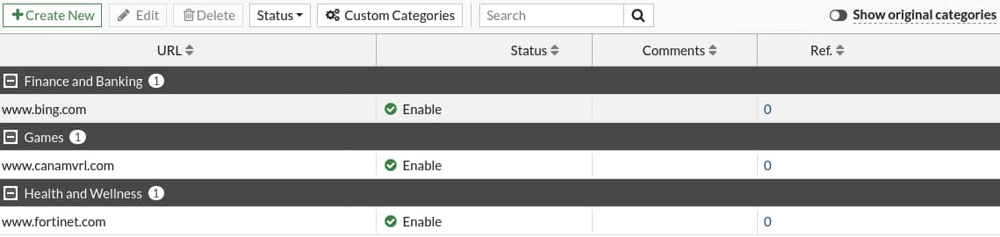 Create New Edit Delete Status Custom Categories Search Show original categories
URL Status Comments Ref.
Finance and Banking 1
www.bing.com Enable 0
Games 1
www.canamvrl.com Enable 0
Health and Wellness 1
www.fortinet.com Enable 0